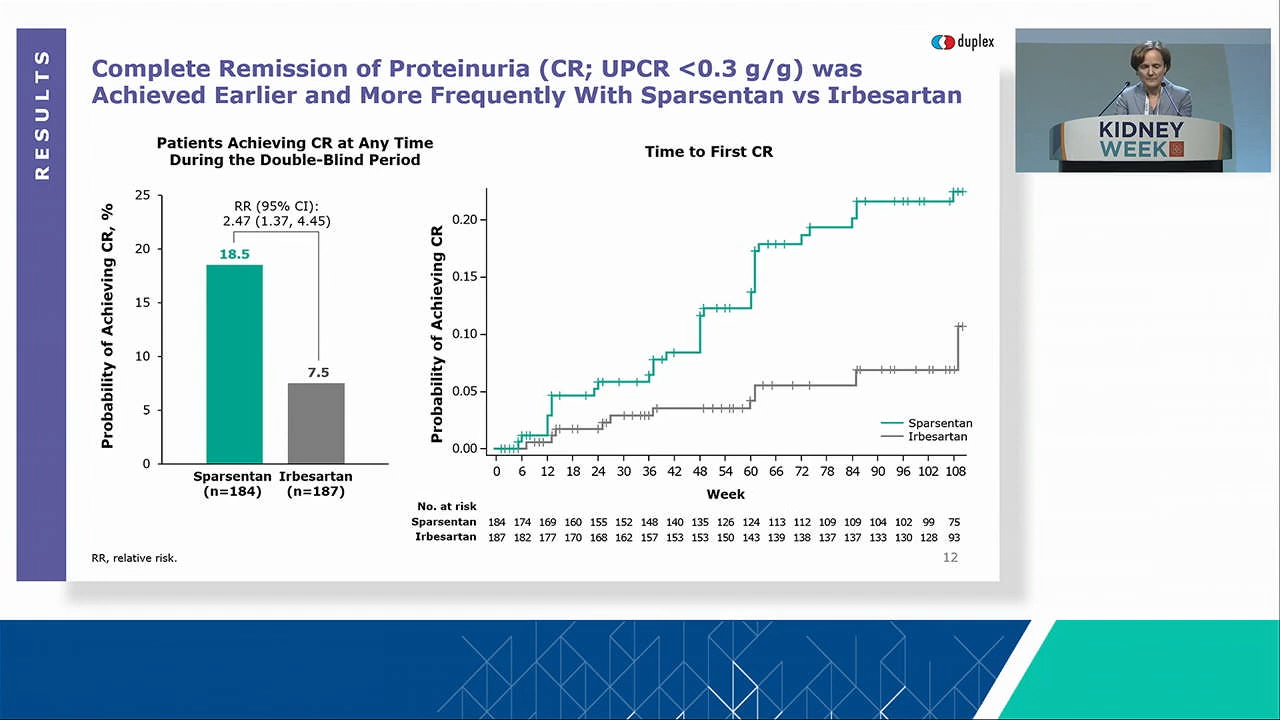 RESULTS
duplex
Complete Remission of Proteinuria (CR; UPCR <0.3 g/g) was
Achieved Earlier and More Frequently With Sparsentan vs Irbesartan
KIDNEY
WEEK
Patients Achieving CR at Any Time
During the Double-Blind Period
Probability of Achieving CR, %
25
20
15
10
5
0
RR (95% CI):
2.47 (1.37, 4.45)
18.5
7.5
Sparsentan Irbesartan
(n=184) (n=187)
Time to First CR
Probability of Achieving CR
0.20
0.15
0.10
0.05
0.00
Sparsentan
Irbesartan
0 6 12 18 24 30 36 42 48 54 60 66 72 78 84 90 96 102 108
Week
No. at risk
Sparsentan 184 174 169 160 155 152 148 140 135 126 124 113 112 109 109 104 102 99 75
Irbesartan 187 182 177 170 168 162 157 153 153 150 143 139 138 137 137 133 130 128 93
RR, relative risk.
12